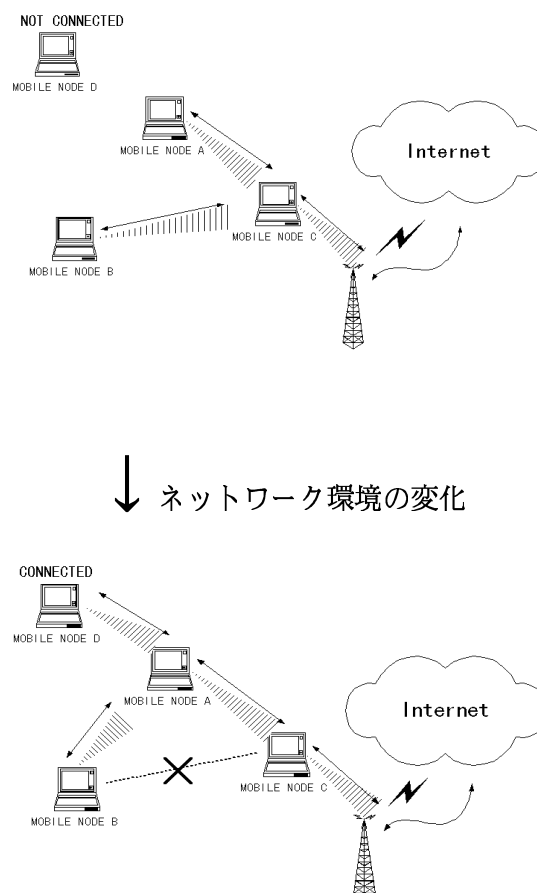 NOT CONNECTED
MOBILE NODE D
MOBILE NODE A
Internet
MOBILE NODE C
MOBILE NODE B
↓ ネットワーク環境の変化
CONNECTED
MOBILE NODE D
MOBILE NODE A
Internet
MOBILE NODE C
MOBILE NODE B